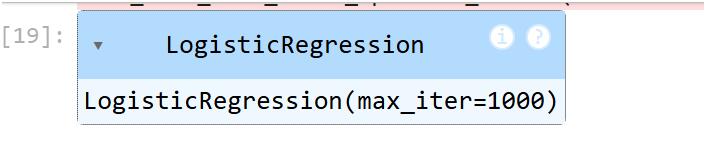 [19]:
▾ LogisticRegression i ?
LogisticRegression(max_iter=1000)